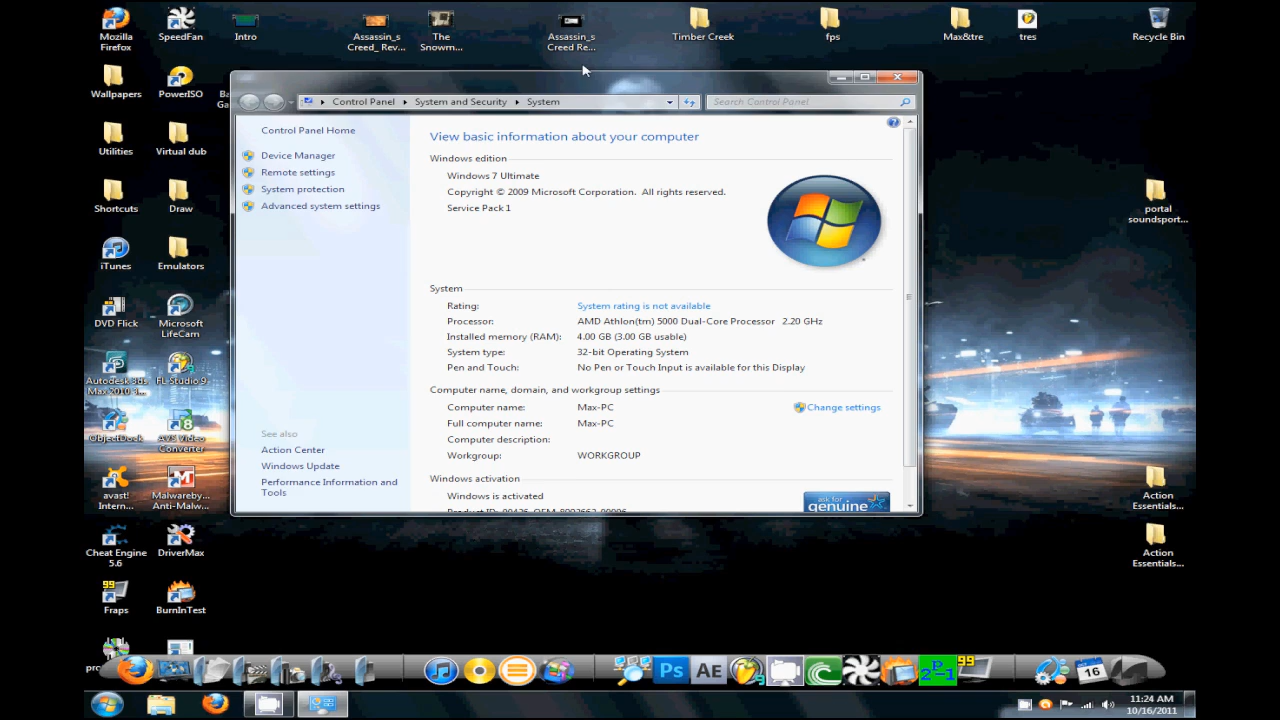 Mozilla
Firefox
SpeedFan
Intro
Assassin_s
Creed_ Rev...
The
Snowm...
Assassin_s
Creed Re...
Timber Creek
fps
Max&tre
tres
Recycle Bin
Wallpapers
PowerISO
Ba
Ga
Utilities
Virtual dub
Shortcuts
Draw
iTunes
Emulators
DVD Flick
Microsoft
LifeCam
Autodesk 3ds
Max 2010 3...
FL Studio 9
ObjectDock
AVS Video
Converter
avast!
Intern...
Malwareby...
Anti-Malw...
Cheat Engine
5.6
DriverMax
99
Fraps
BurnInTest
portal
soundsport...
Action
Essentials...
Action
Essentials...
Control Panel
System and Security
System
Search Control Panel
Control Panel Home
Device Manager
Remote settings
System protection
Advanced system settings
See also
Action Center
Windows Update
Performance Information and
Tools
View basic information about your computer
Windows edition
Windows 7 Ultimate
Copyright © 2009 Microsoft Corporation. All rights reserved.
Service Pack 1
System
Rating: System rating is not available
Processor: AMD Athlon(tm) 5000 Dual-Core Processor 2.20 GHz
Installed memory (RAM): 4.00 GB (3.00 GB usable)
System type: 32-bit Operating System
Pen and Touch: No Pen or Touch Input is available for this Display
Computer name, domain, and workgroup settings
Computer name: Max-PC
Change settings
Full computer name: Max-PC
Computer description:
Workgroup: WORKGROUP
Windows activation
Windows is activated
ask for
genuine
Ps
AE
99
16
11:24 AM
10/16/2011